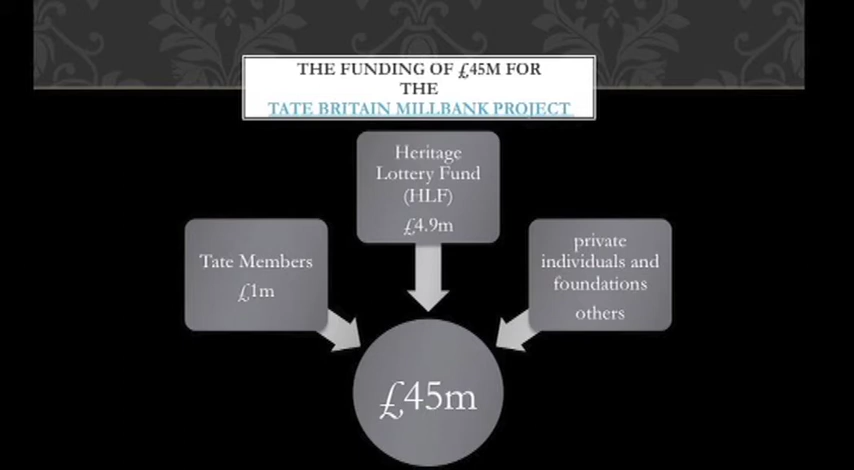 THE FUNDING OF £45M FOR
THE
TATE BRITAIN MILLBANK PROJECT
Heritage
Lottery Fund
(HLF)
£4.9m
Tate Members
£1m
private
individuals and
foundations
others
£45m